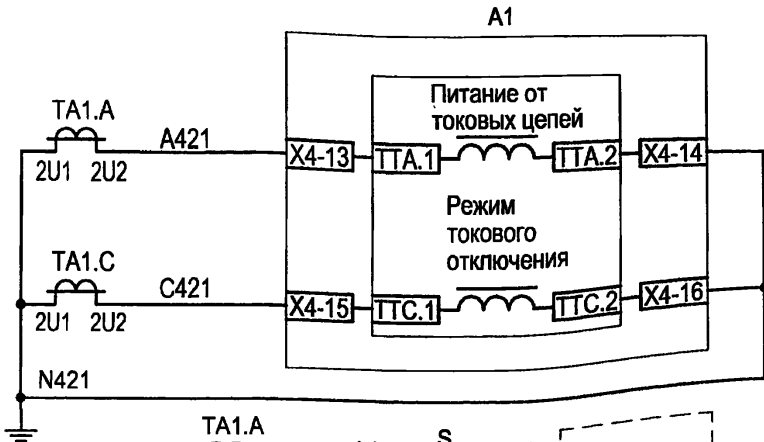 A1
TA1.A
A421
2U1 2U2
Питание от
токовых цепей
X4-13
TTA.1
TTA.2
X4-14
Режим
токового
отключения
TA1.C
C421
2U1 2U2
X4-15
TTC.1
TTC.2
X4-16
N421
TA1.A
S